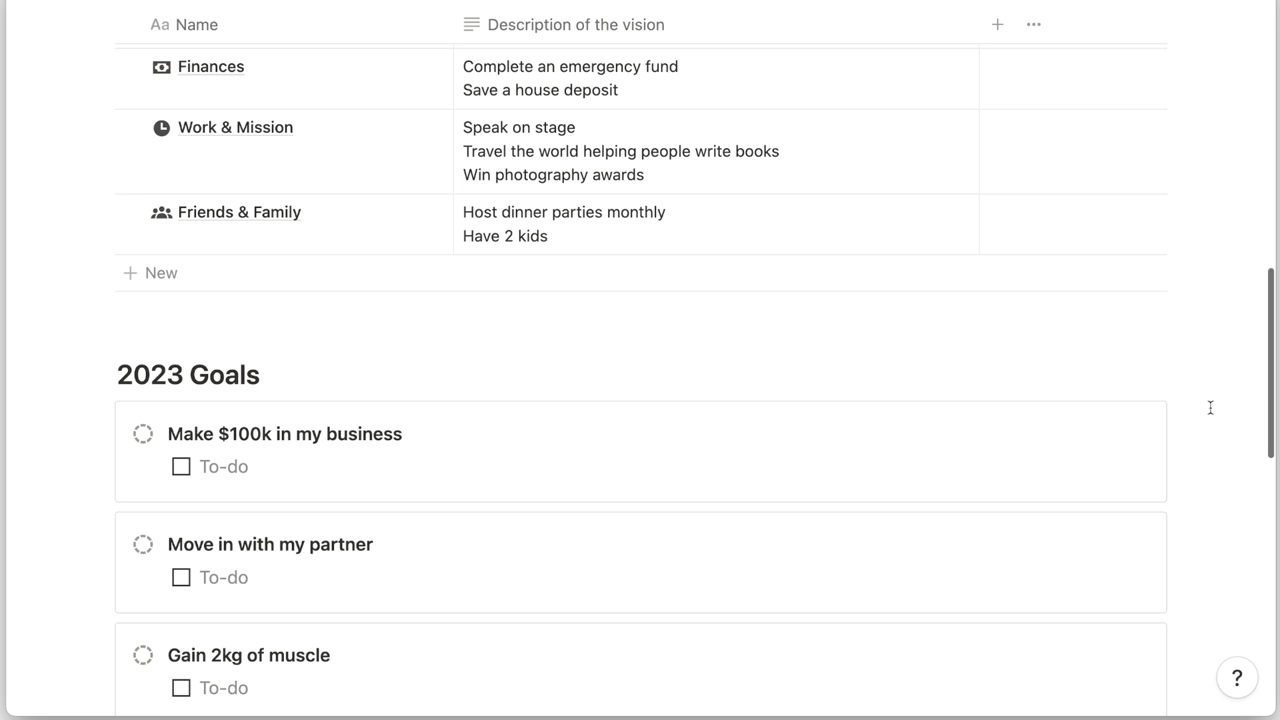 Aa Name
Description of the vision
Finances
Complete an emergency fund
Save a house deposit
Work & Mission
Speak on stage
Travel the world helping people write books
Win photography awards
Friends & Family
Host dinner parties monthly
Have 2 kids
+ New
2023 Goals
Make $100k in my business
To-do
Move in with my partner
To-do
Gain 2kg of muscle
To-do
?